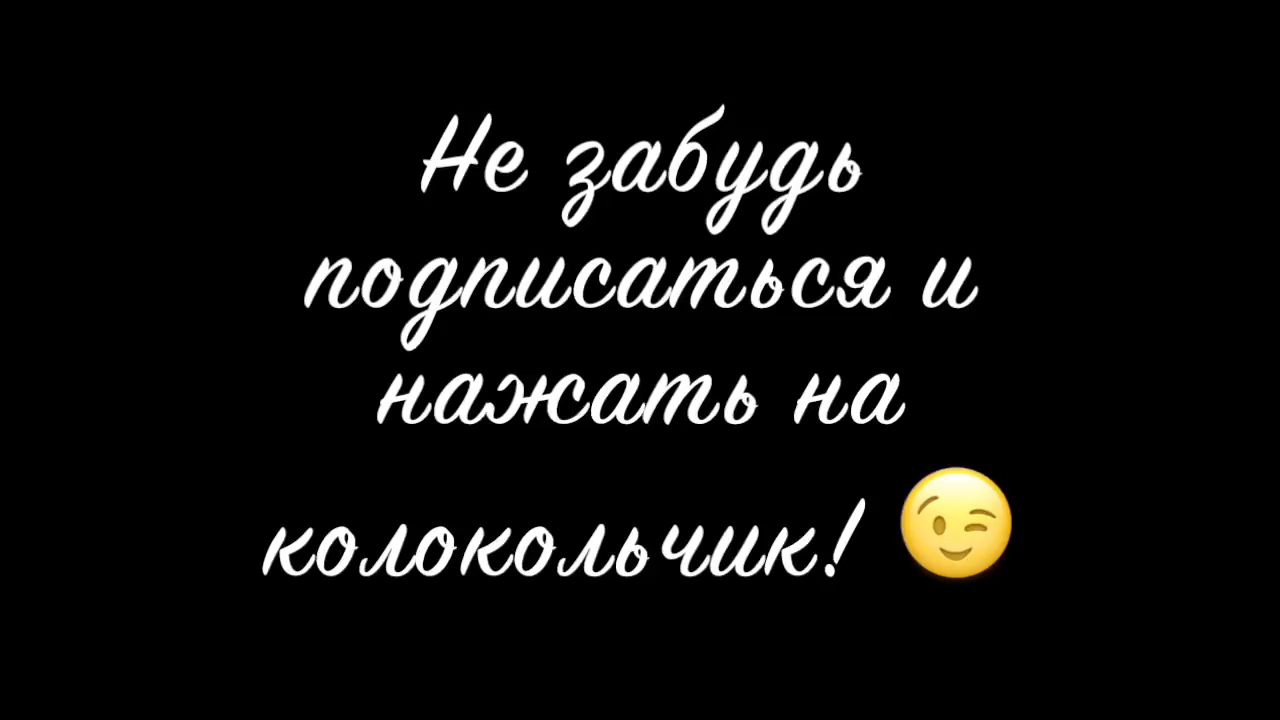 Не забудь
подписаться и
нажать на
колокольчик! 😉